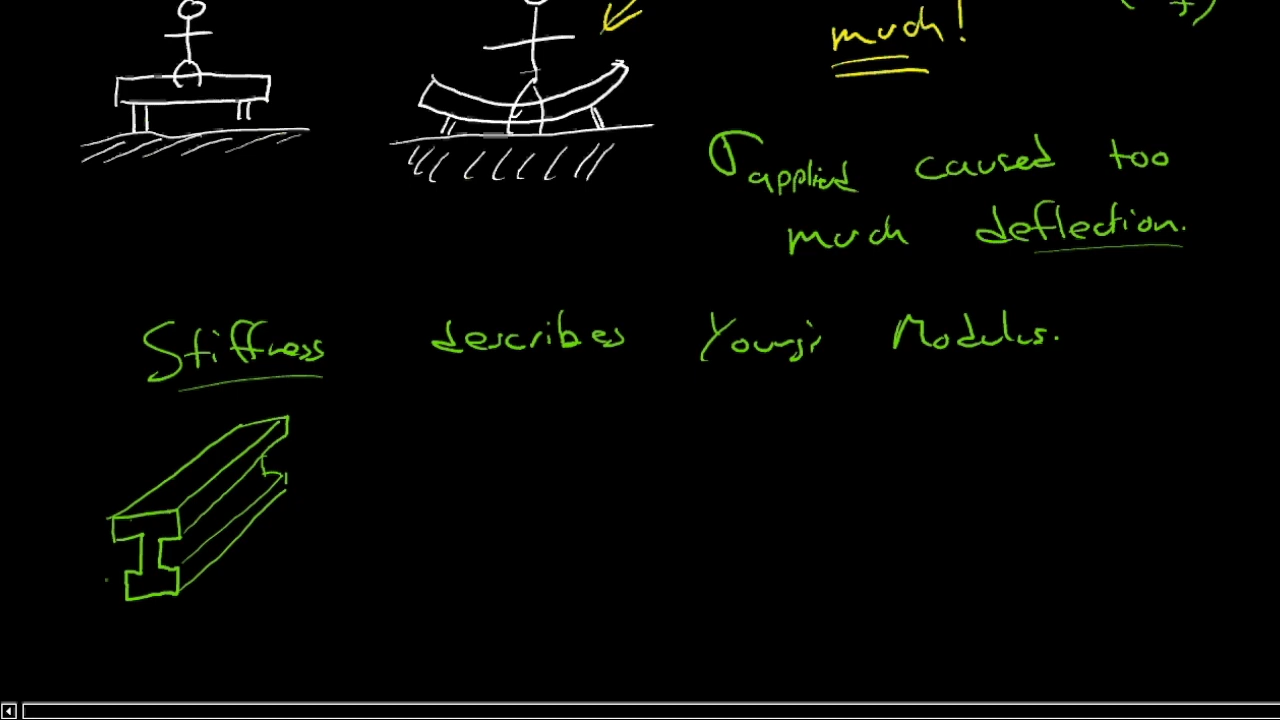 much!
σapplied caused too
much deflection.
Stiffness describes Young's Modulus.